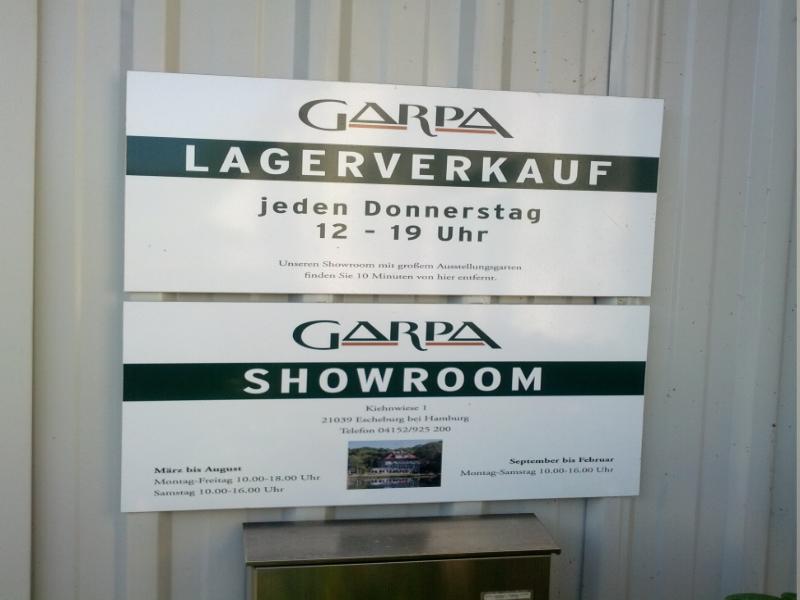 GARPA
LAGERVERKAUF
jeden Donnerstag
12 - 19 Uhr
Unseren Showroom mit großem Ausstellungsgarten
finden Sie 10 Minuten von hier entfernt.
GARPA
SHOWROOM
Kiehnwiese 1
21039 Escheburg bei Hamburg
Telefon 04152/925 200
März bis August
Montag-Freitag 10.00-18.00 Uhr
Samstag 10.00-16.00 Uhr
September bis Februar
Montag-Samstag 10.00-16.00 Uhr